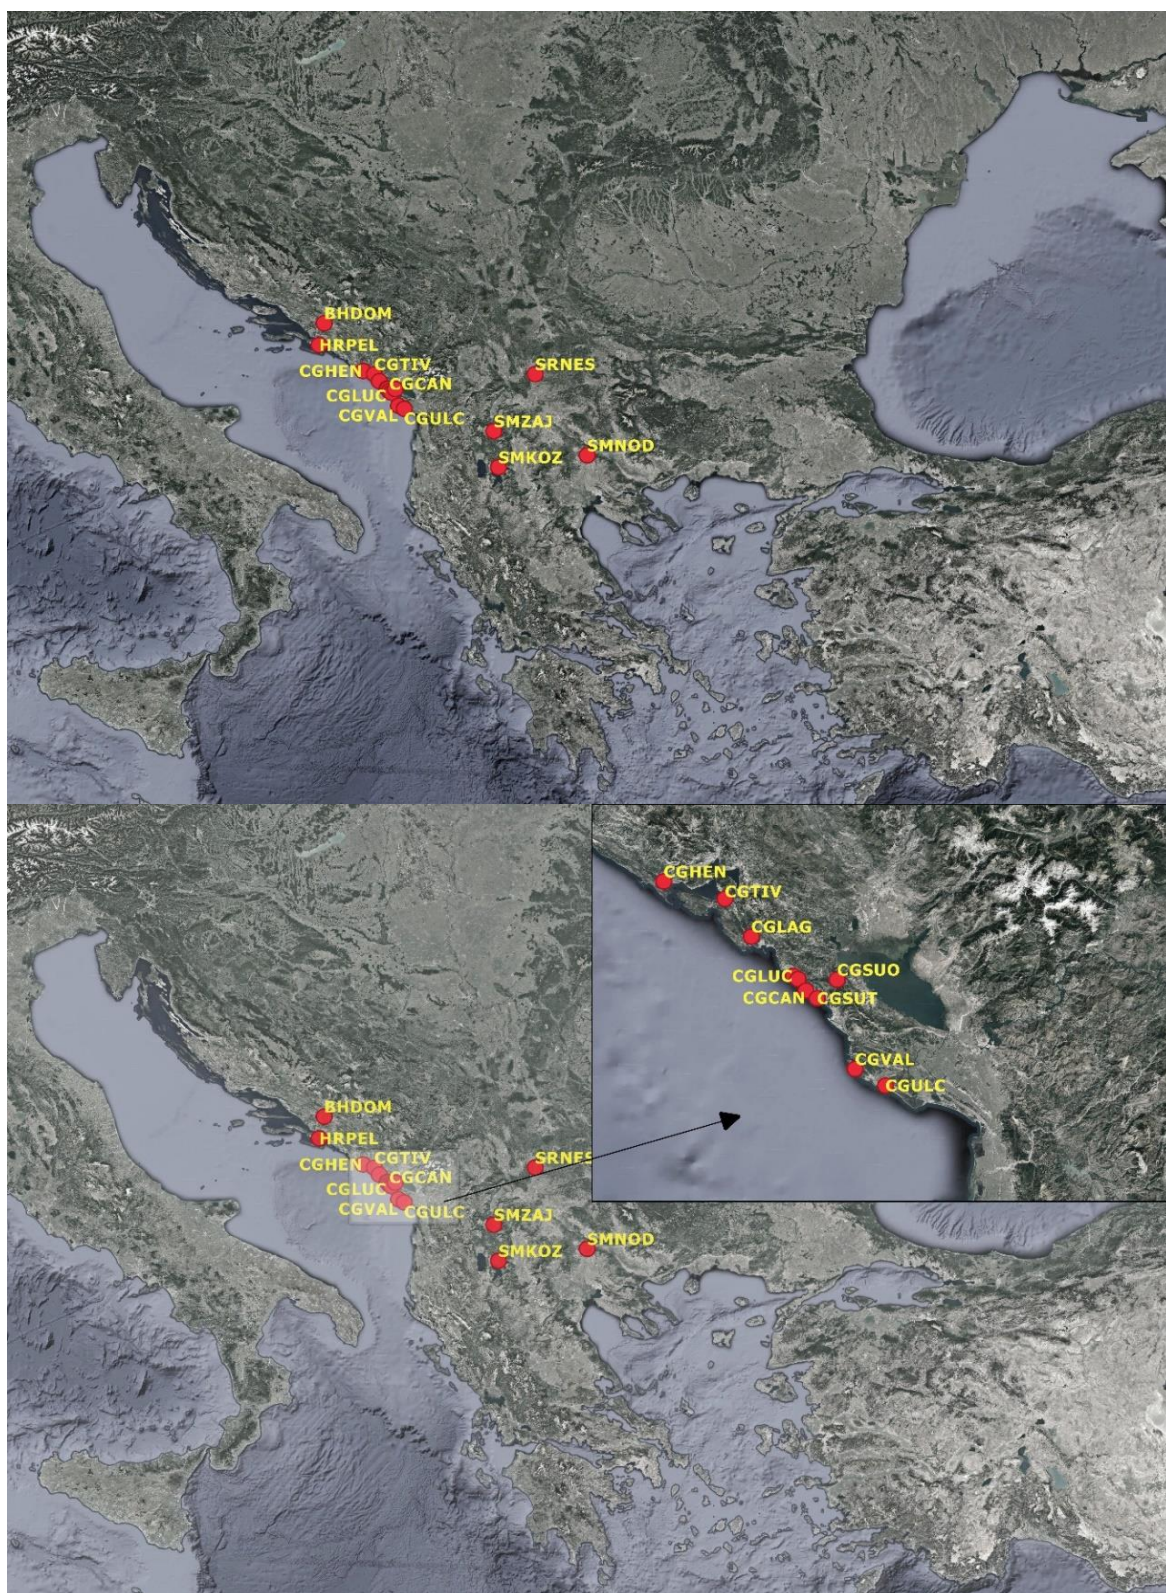 BHDOM
HRPEL
CGHEN
CGTIV
CGCAN
CGLUC
CGVAL
CGULC
SRNES
SMZAJ
SMNOD
SMKOZ
CGHEN
CGTIV
CGLAG
CGLUC
CGSUO
CGCAN
CGSUT
CGVAL
CGULC
BHDOM
HRPEL
CGHEN
CGTIV
CGCAN
CGLUC
CGVAL
CGULC
SRNES
SMZAJ
SMNOD
SMKOZ